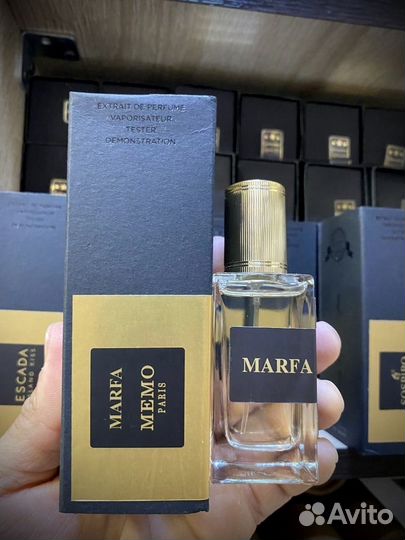 EXTRAIT DE PERFUME
VAPORISATEUR
TESTER
DEMONSTRATION
MARFA
MEMO
PARIS
MARFA
ESCADA
Avito